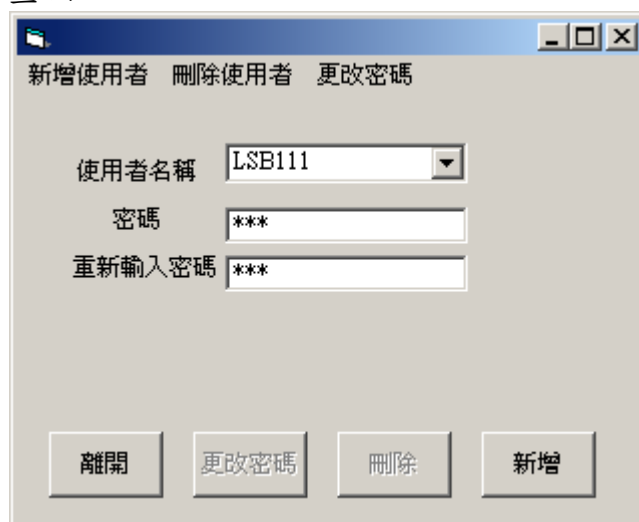 新增使用者 刪除使用者 更改密碼
使用者名稱 LSB111
密碼 ***
重新輸入密碼 ***
離開 更改密碼 刪除 新增